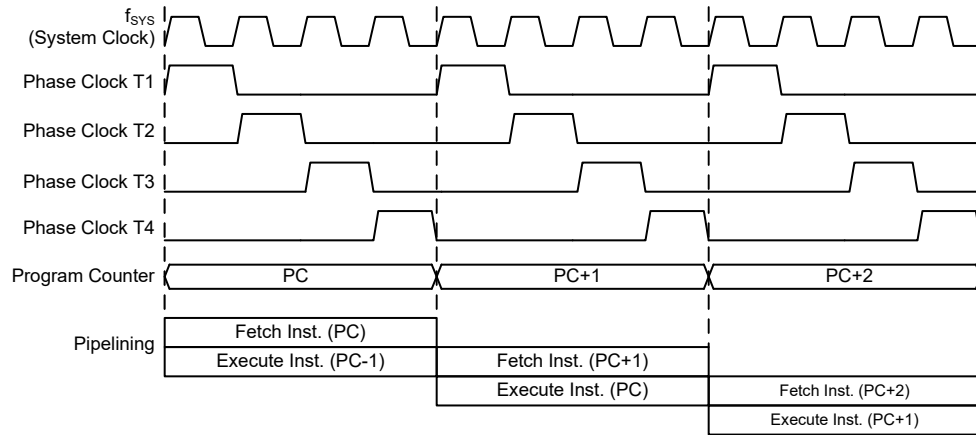 fSYS
(System Clock)
Phase Clock T1
Phase Clock T2
Phase Clock T3
Phase Clock T4
Program Counter PC PC+1 PC+2
Pipelining
Fetch Inst. (PC)
Execute Inst. (PC-1) Fetch Inst. (PC+1)
Execute Inst. (PC) Fetch Inst. (PC+2)
Execute Inst. (PC+1)